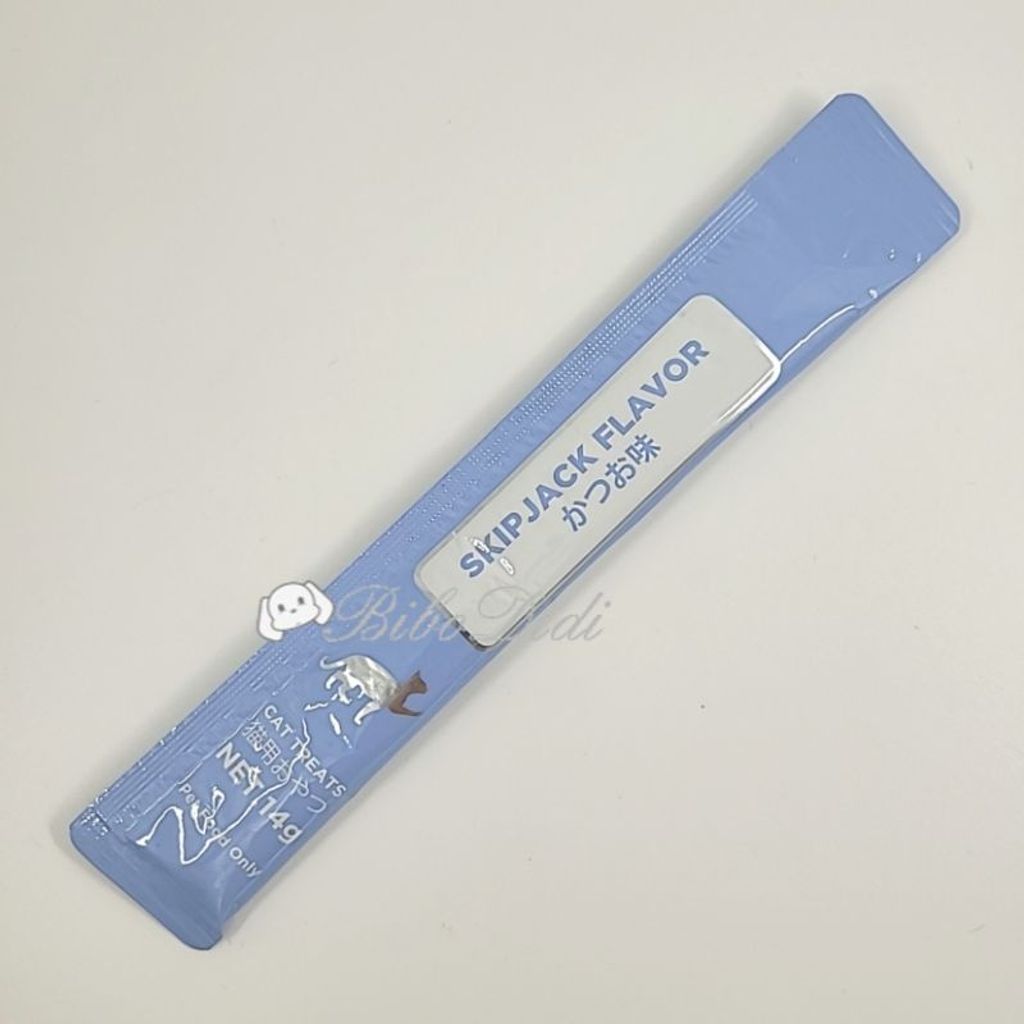 SKIPJACK FLAVOR
かつお味
CAT TREATS
猫用おやつ
NET 14g
Pet Food Only